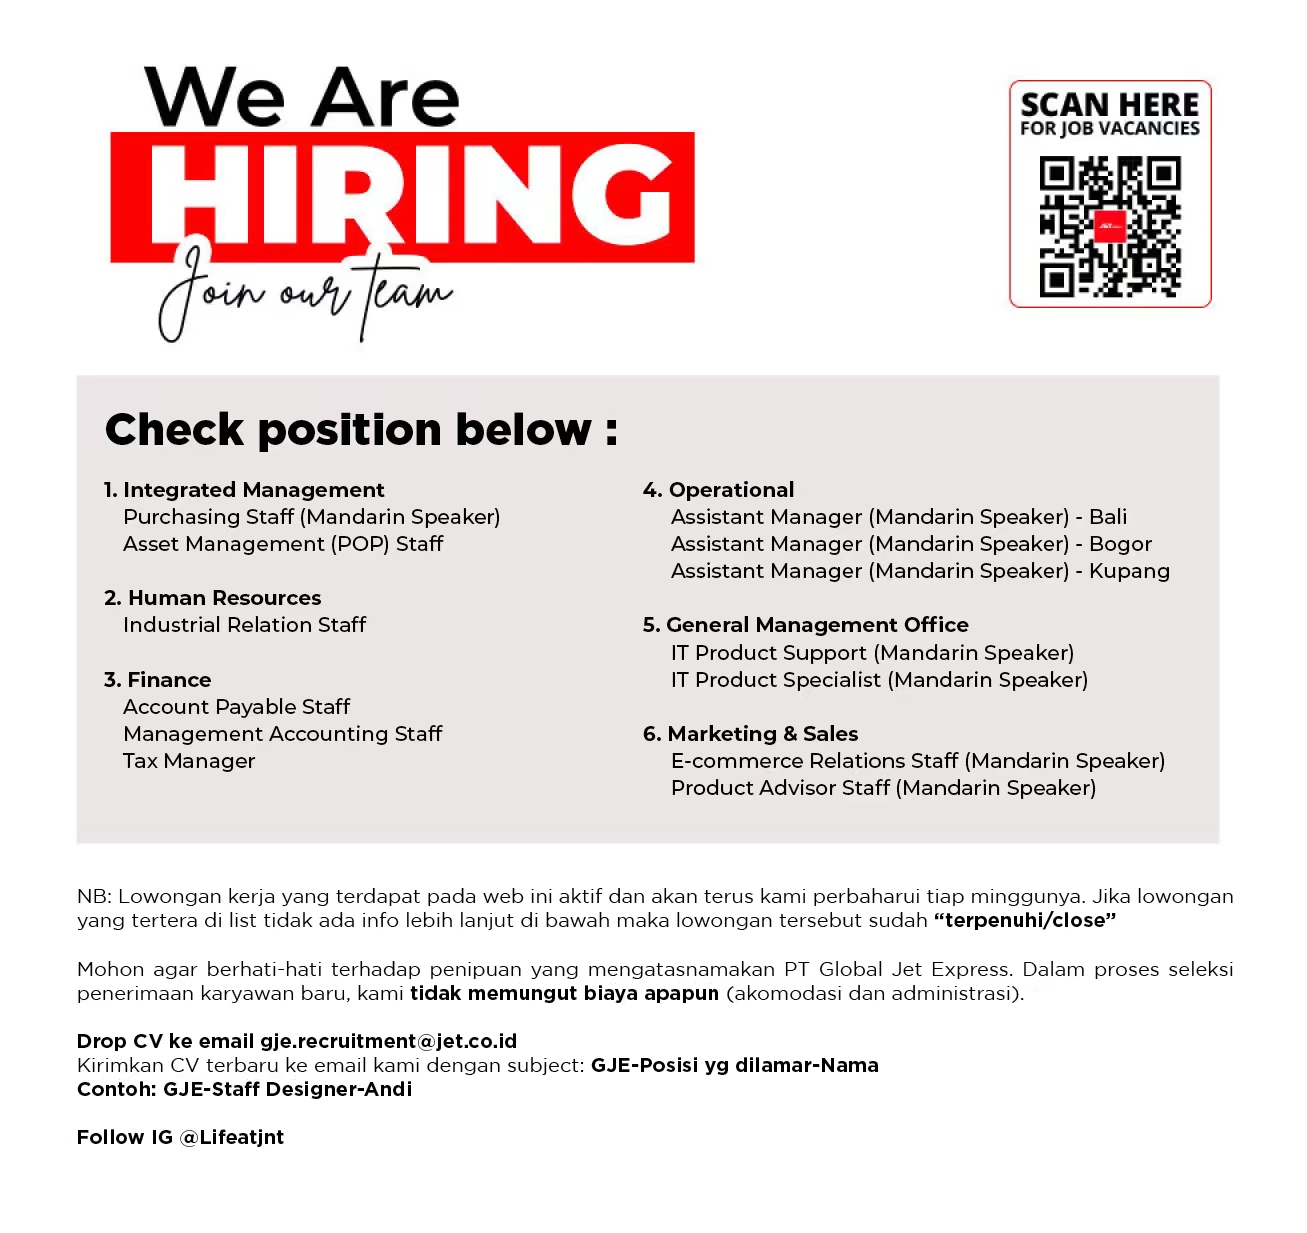 We Are
HIRING
Join our team
SCAN HERE
FOR JOB VACANCIES
Check position below :
1. Integrated Management
Purchasing Staff (Mandarin Speaker)
Asset Management (POP) Staff
2. Human Resources
Industrial Relation Staff
3. Finance
Account Payable Staff
Management Accounting Staff
Tax Manager
4. Operational
Assistant Manager (Mandarin Speaker) - Bali
Assistant Manager (Mandarin Speaker) - Bogor
Assistant Manager (Mandarin Speaker) - Kupang
5. General Management Office
IT Product Support (Mandarin Speaker)
IT Product Specialist (Mandarin Speaker)
6. Marketing & Sales
E-commerce Relations Staff (Mandarin Speaker)
Product Advisor Staff (Mandarin Speaker)
NB: Lowongan kerja yang terdapat pada web ini aktif dan akan terus kami perbaharui tiap minggunya. Jika lowongan
yang tertera di list tidak ada info lebih lanjut di bawah maka lowongan tersebut sudah “terpenuhi/close”
Mohon agar berhati-hati terhadap penipuan yang mengatasnamakan PT Global Jet Express. Dalam proses seleksi
penerimaan karyawan baru, kami tidak memungut biaya apapun (akomodasi dan administrasi).
Drop CV ke email gje.recruitment@jet.co.id
Kirimkan CV terbaru ke email kami dengan subject: GJE-Posisi yg dilamar-Nama
Contoh: GJE-Staff Designer-Andi
Follow IG @Lifeatjnt